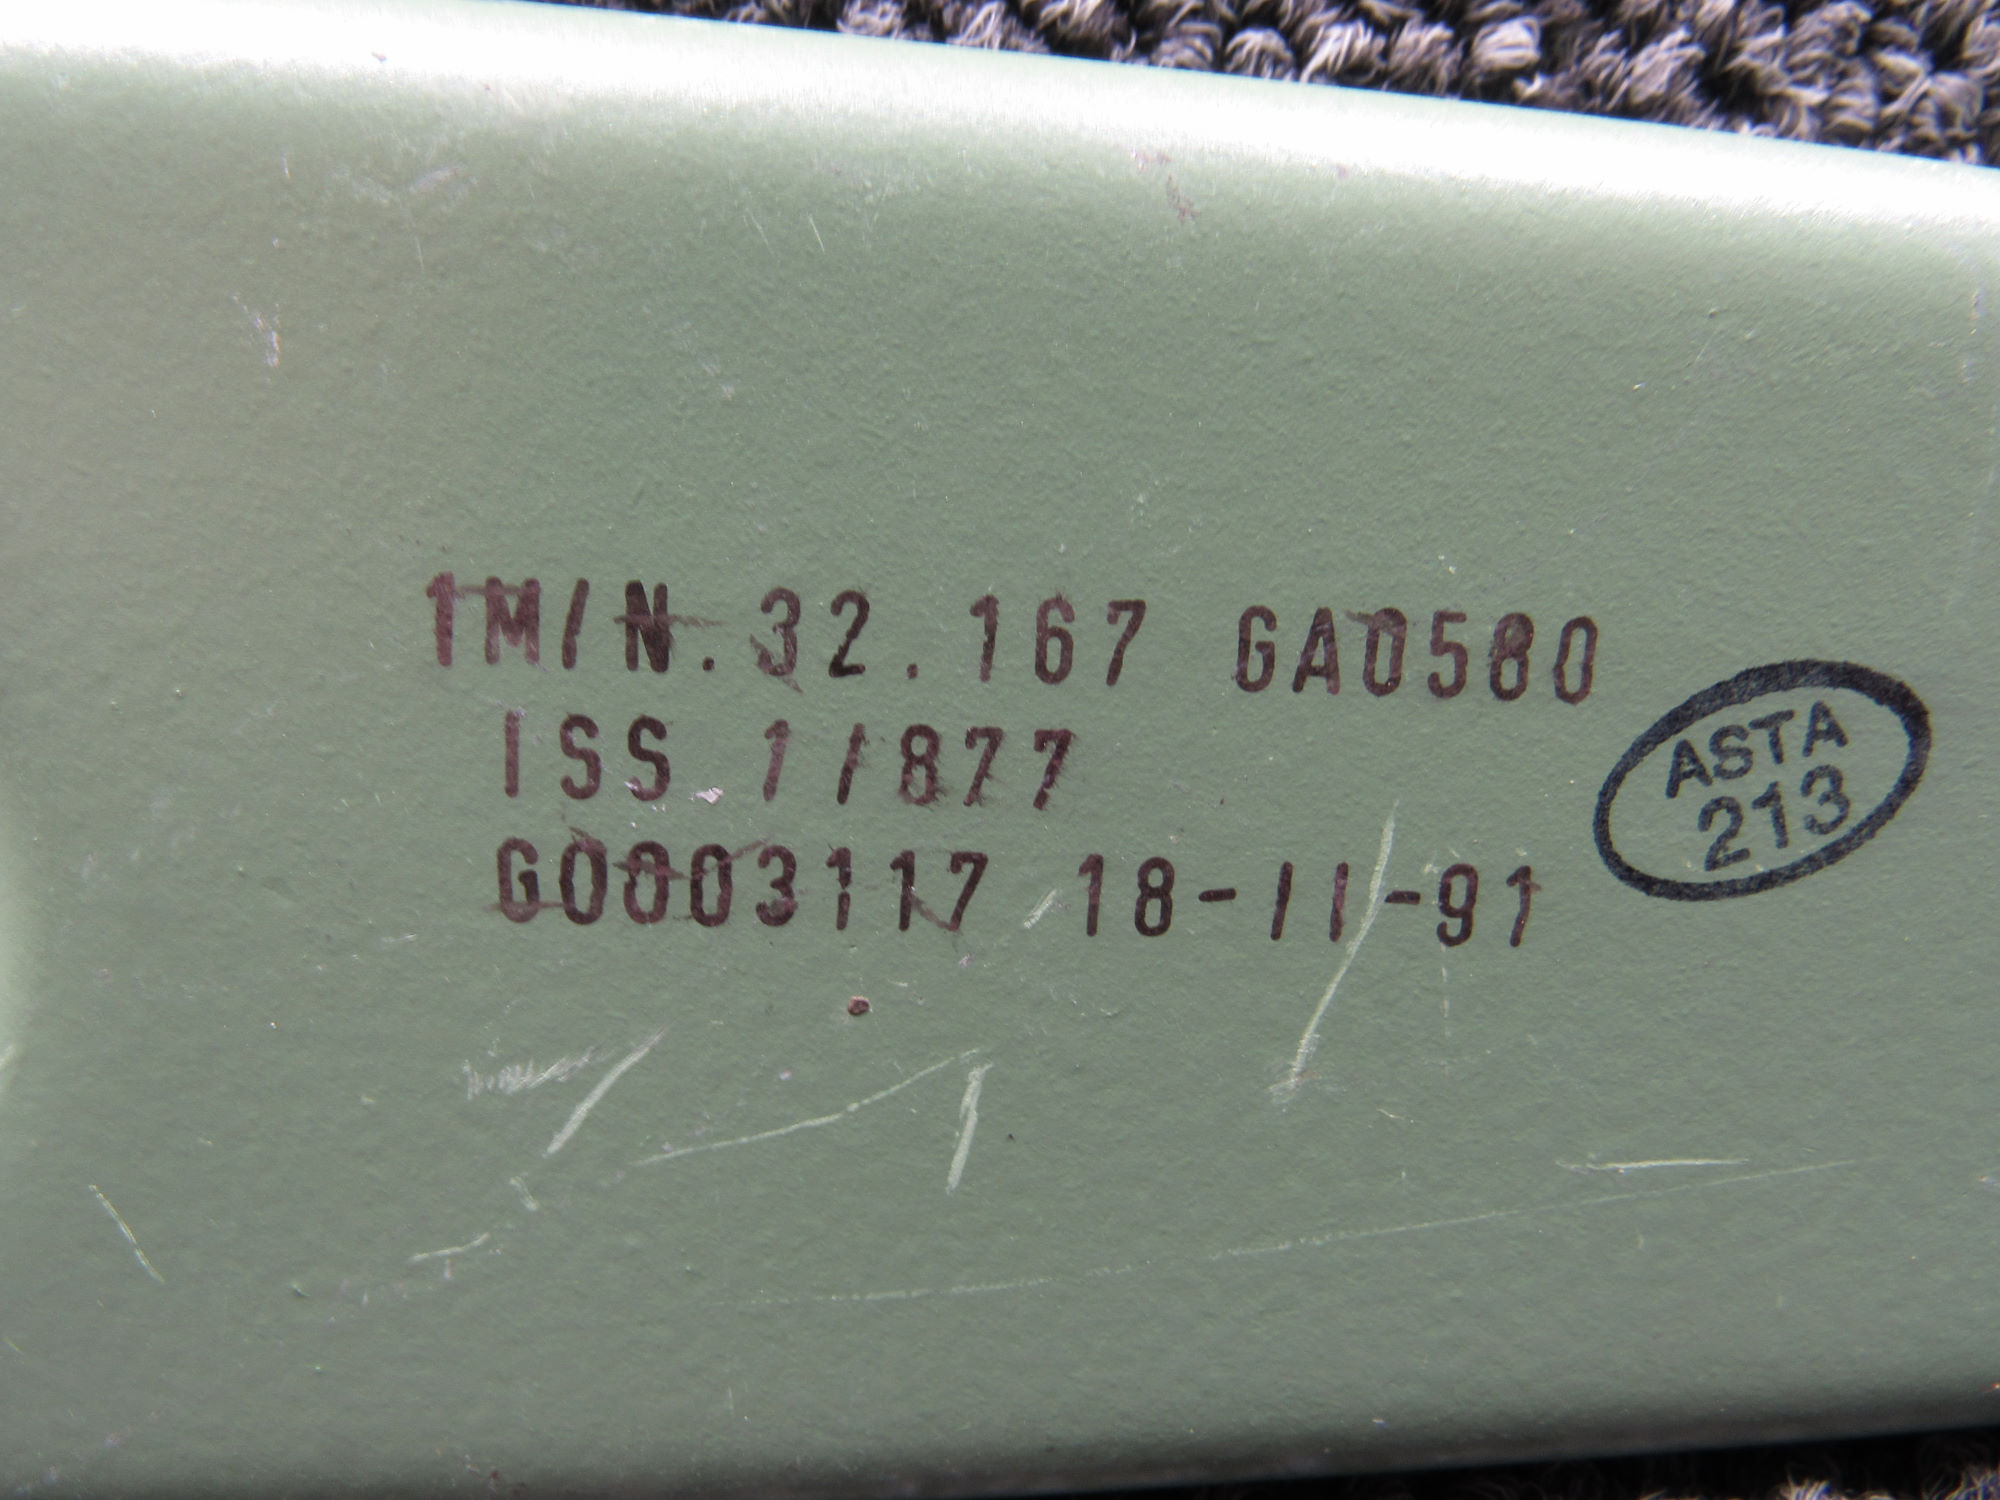 1M/N.32.167 GA0580
ISS 1/877
G0003117 18-11-91
ASTA
213